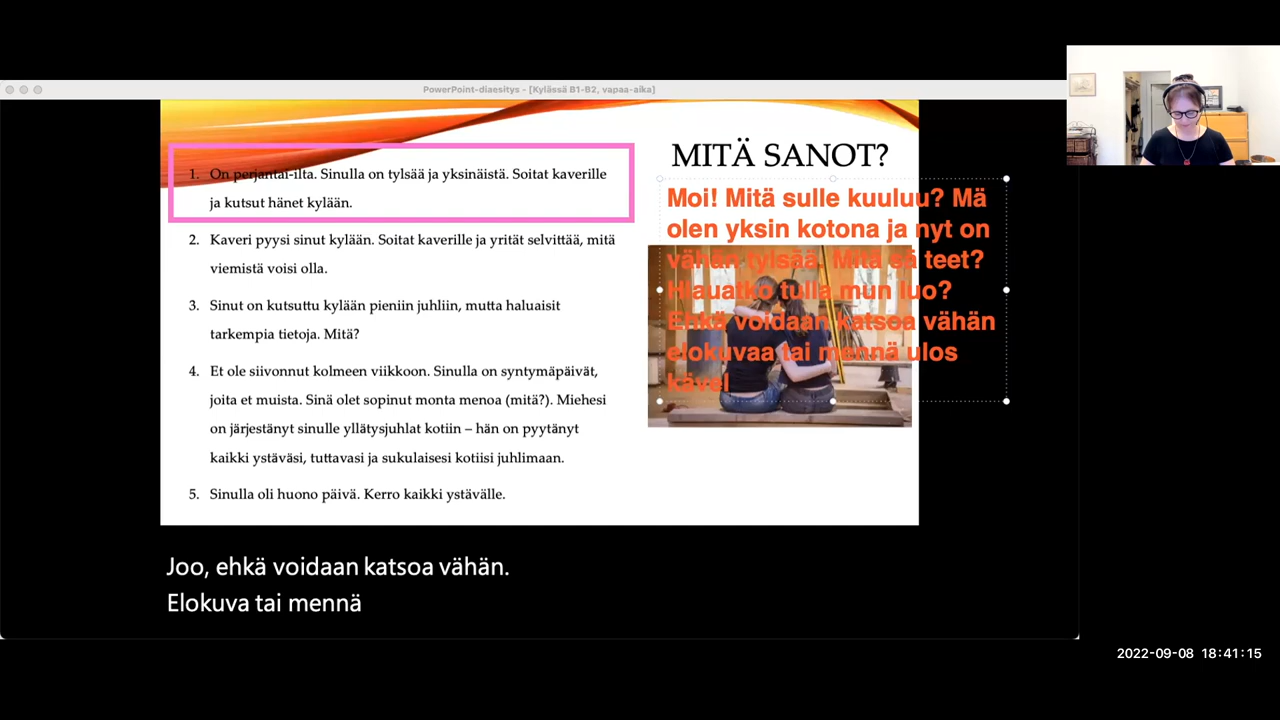 PowerPoint-diaesitys - [Kylässä B1-B2, vapaa-aika]
1. On perjantai-ilta. Sinulla on tylsää ja yksinäistä. Soitat kaverille
ja kutsut hänet kylään.
2. Kaveri pyysi sinut kylään. Soitat kaverille ja yrität selvittää, mitä
viemistä voisi olla.
3. Sinut on kutsuttu kylään pieniin juhliin, mutta haluaisit
tarkempia tietoja. Mitä?
4. Et ole siivonnut kolmeen viikkoon. Sinulla on syntymäpäivät,
joita et muista. Sinä olet sopinut monta menoa (mitä?). Miehesi
on järjestänyt sinulle yllätysjuhlat kotiin – hän on pyytänyt
kaikki ystäväsi, tuttavasi ja sukulaisesi kotiisi juhlimaan.
5. Sinulla oli huono päivä. Kerro kaikki ystävälle.
MITÄ SANOT?
Moi! Mitä sulle kuuluu? Mä
olen yksin kotona ja nyt on
vähän tylsää. Mitä sä teet?
Hlauatko tulla mun luo?
Ehkä voidaan katsoa vähän
elokuvaa tai mennä ulos
kävel
Joo, ehkä voidaan katsoa vähän.
Elokuva tai mennä
2022-09-08 18:41:15